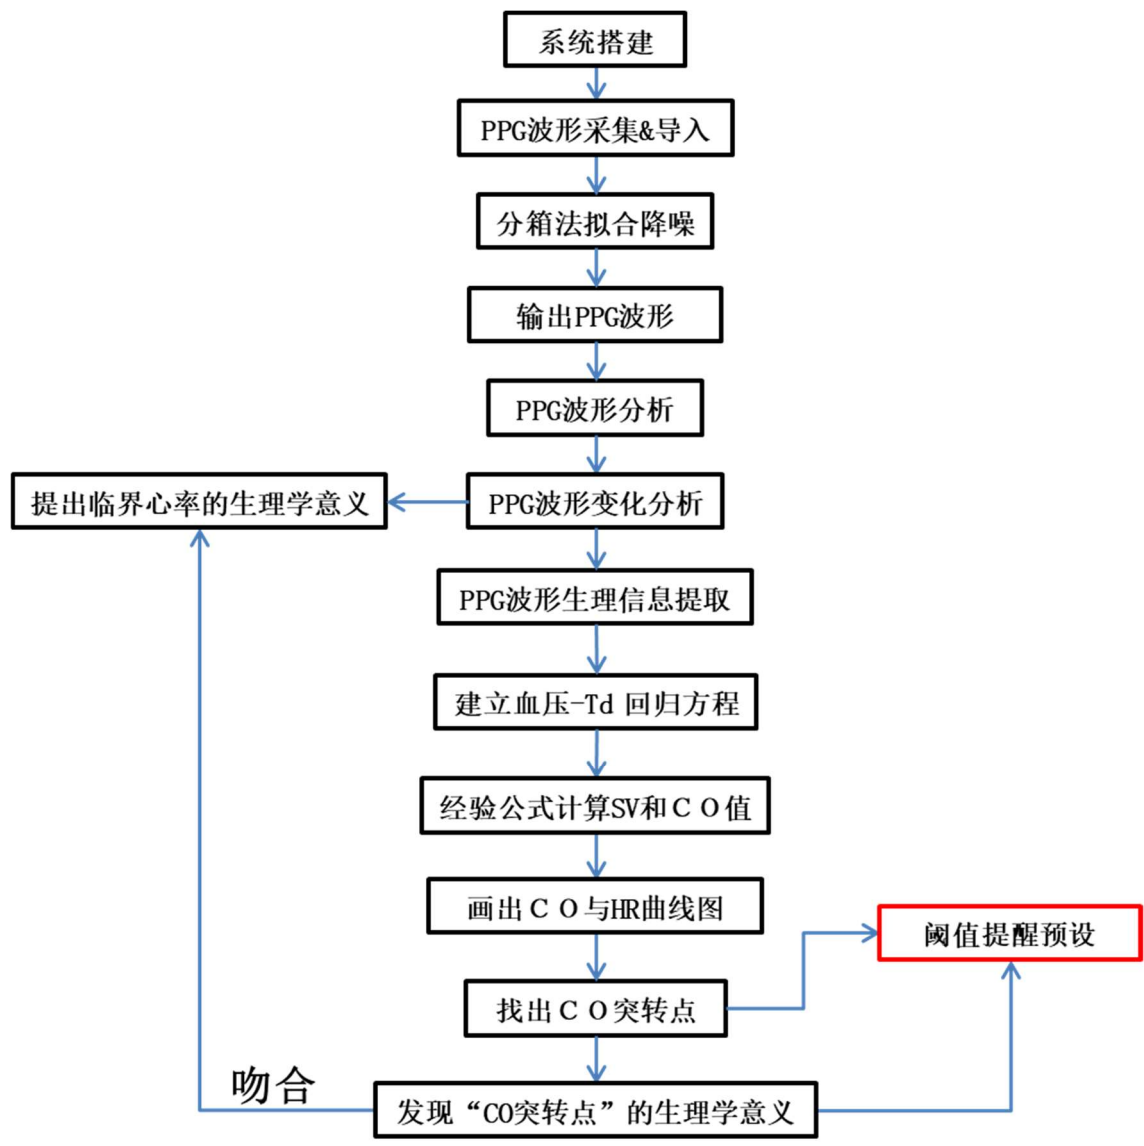 系统搭建
PPG波形采集&导入
分箱法拟合降噪
输出PPG波形
PPG波形分析
提出临界心率的生理学意义
PPG波形变化分析
PPG波形生理信息提取
建立血压-Td 回归方程
经验公式计算SV和ＣＯ值
画出ＣＯ与HR曲线图
阈值提醒预设
找出ＣＯ突转点
吻合
发现“CO突转点”的生理学意义